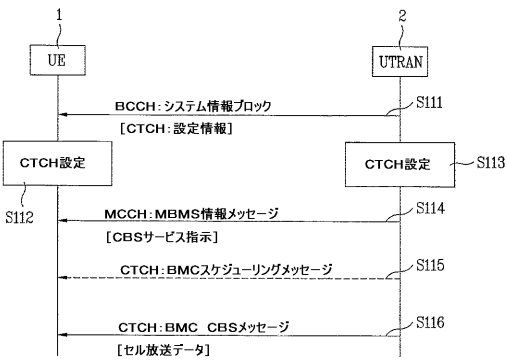 1
2
UE
UTRAN
BCCH:システム情報ブロック
S111
[CTCH:設定情報]
CTCH設定
CTCH設定
S113
S112
MCCH:MBMS情報メッセージ
S114
[CBSサービス指示]
CTCH:BMCスケジューリングメッセージ
S115
CTCH:BMC CBSメッセージ
S116
[セル放送データ]